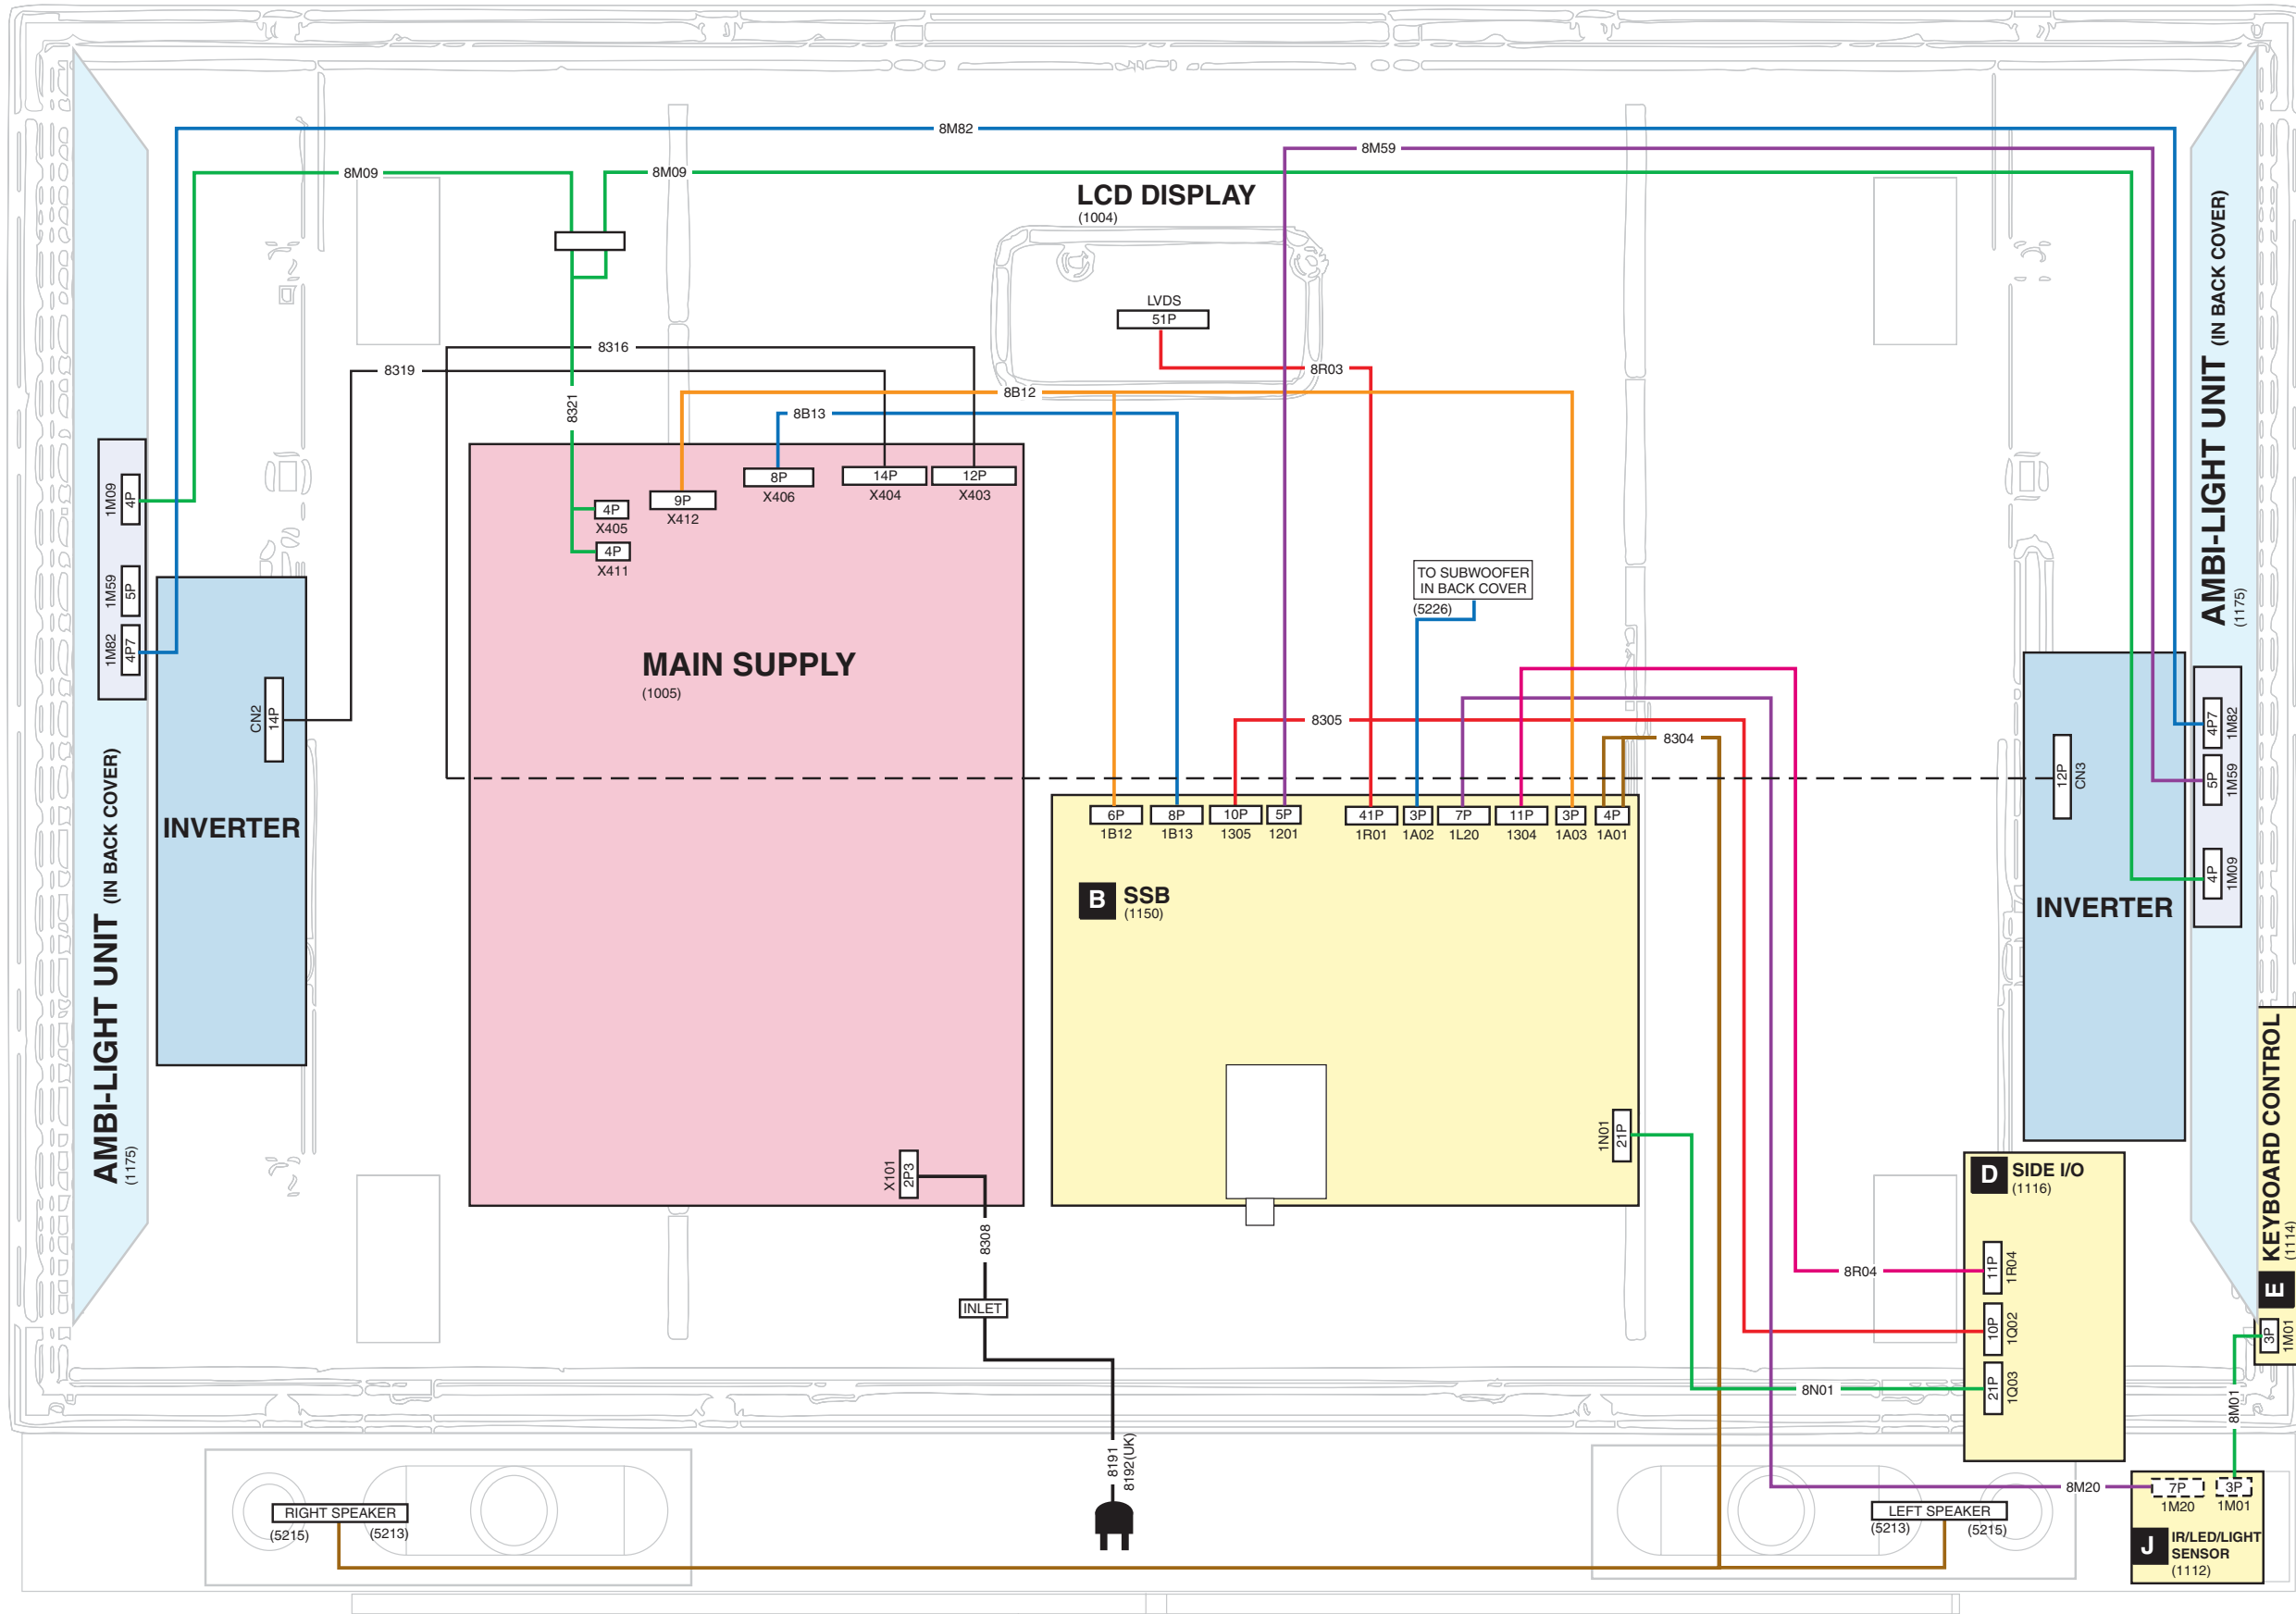 8M82
8M59
8M09
8M09
LCD DISPLAY
(1004)
LVDS
51P
8316
8R03
8319
8B12
8321
8B13
8P
X406
14P
X404
12P
X403
9P
X412
4P
X405
4P
X411
MAIN SUPPLY
(1005)
X101
2P3
8308
INLET
8191
8192(UK)
1M09
4P
1M59
5P
1M82
4P7
AMBI-LIGHT UNIT (IN BACK COVER)
(1175)
CN2
14P
INVERTER
TO SUBWOOFER
IN BACK COVER
(5226)
8305
8304
6P
1B12
8P
1B13
10P
1305
5P
1201
41P
1R01
3P
1A02
7P
1L20
11P
1304
3P
1A03
4P
1A01
B
SSB
(1150)
1N01
21P
AMBI-LIGHT UNIT (IN BACK COVER)
(1175)
4P7
1M82
5P
1M59
4P
1M09
12P
CN3
INVERTER
D
SIDE I/O
(1116)
11P
1R04
10P
1Q02
21P
1Q03
8R04
8N01
E
KEYBOARD CONTROL
(1114)
3P
1M01
8M01
8M20
7P
1M20
3P
1M01
J
IR/LED/LIGHT
SENSOR
(1112)
RIGHT SPEAKER
(5215)
(5213)
LEFT SPEAKER
(5213)
(5215)